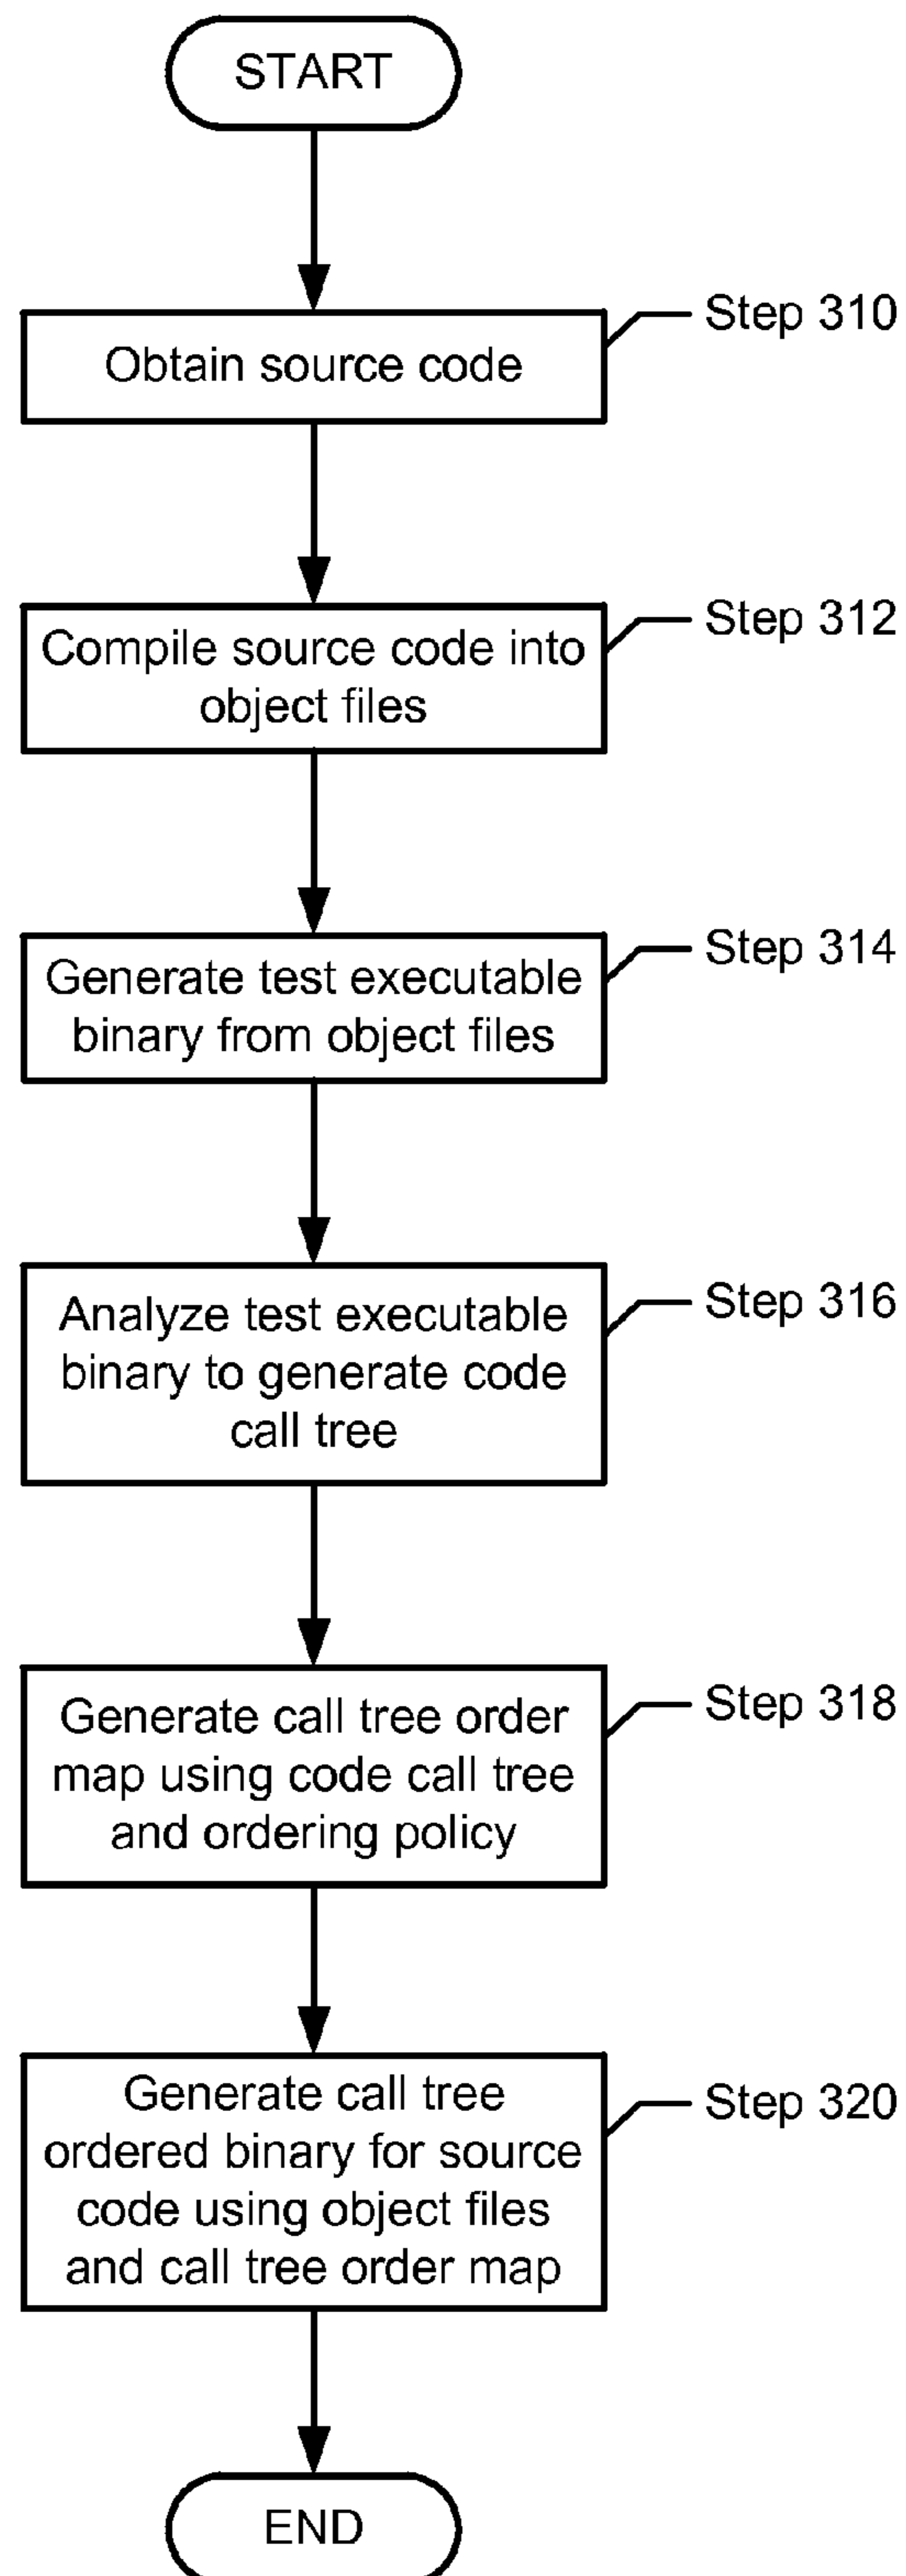 START
Step 310
Obtain source code
Step 312
Compile source code into
object files
Step 314
Generate test executable
binary from object files
Step 316
Analyze test executable
binary to generate code
call tree
Step 318
Generate call tree order
map using code call tree
and ordering policy
Step 320
Generate call tree
ordered binary for source
code using object files
and call tree order map
END